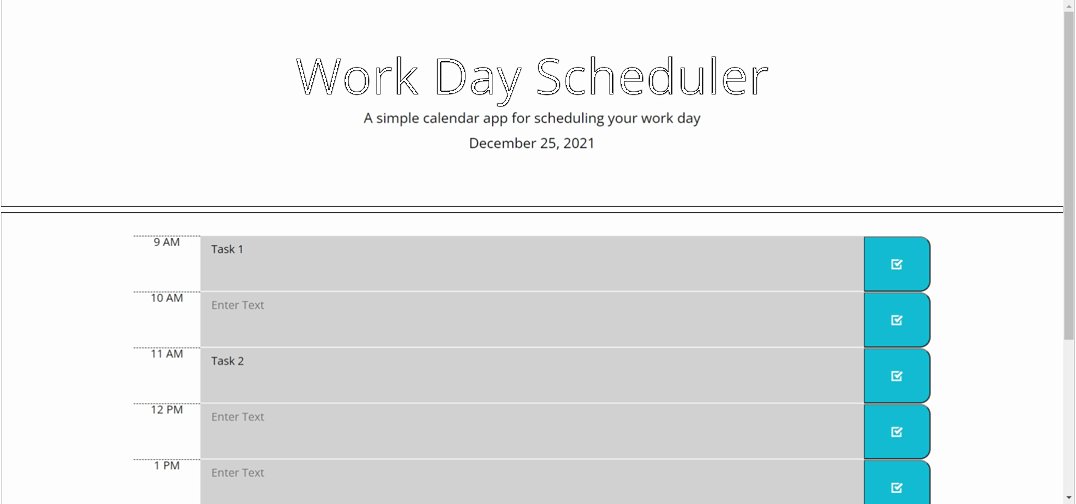 Work Day Scheduler
A simple calendar app for scheduling your work day
December 25, 2021
9 AM
Task 1
10 AM
Enter Text
11 AM
Task 2
12 PM
Enter Text
1 PM
Enter Text